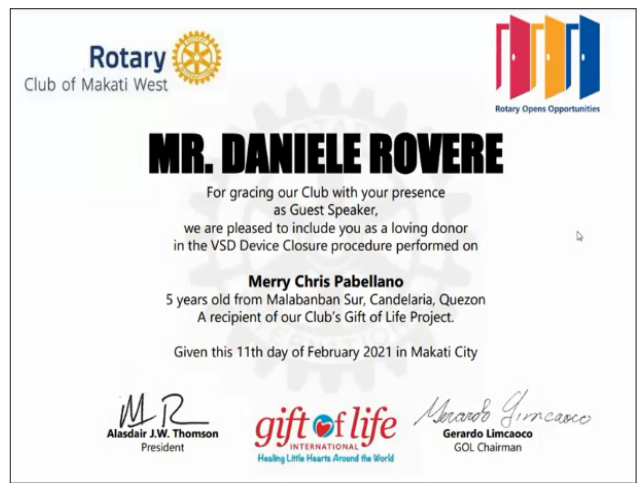 Rotary
Club of Makati West
Rotary Opens Opportunities
MR. DANIELE ROVERE
For gracing our Club with your presence
as Guest Speaker,
we are pleased to include you as a loving donor
in the VSD Device Closure procedure performed on
Merry Chris Pabellano
5 years old from Malabanban Sur, Candelaria, Quezon
A recipient of our Club's Gift of Life Project.
Given this 11th day of February 2021 in Makati City
Alasdair J.W. Thomson
President
gift of life
INTERNATIONAL
Healing Little Hearts Around the World
Gerardo Limcaoco
Gerardo Limcaoco
GOL Chairman